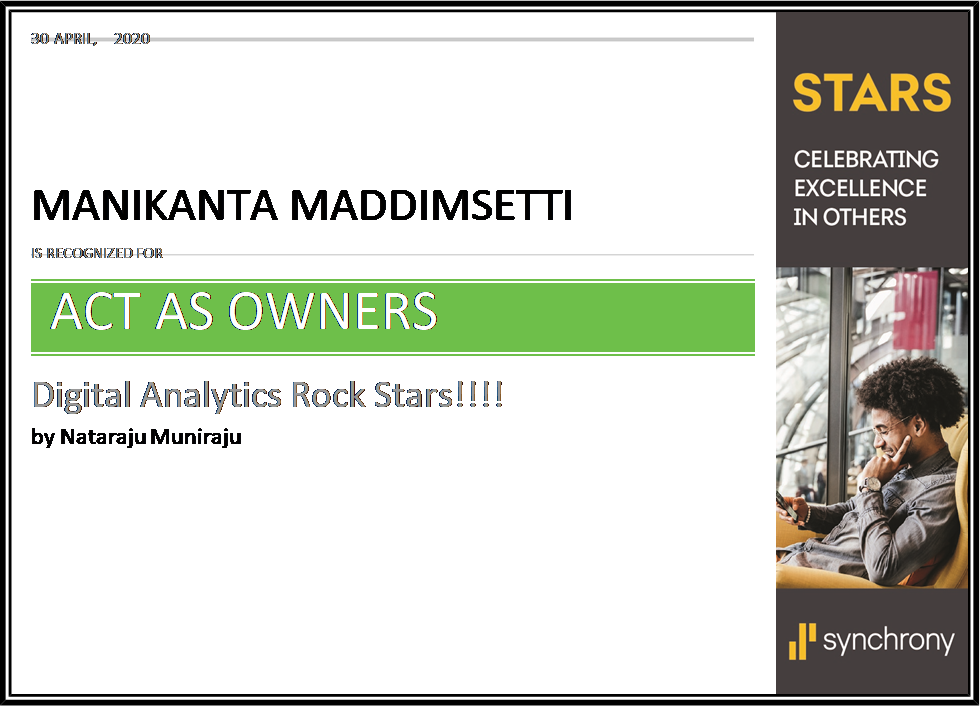 30 APRIL, 2020
MANIKANTA MADDIMSETTI
IS RECOGNIZED FOR
ACT AS OWNERS
Digital Analytics Rock Stars!!!!
by Nataraju Muniraju
STARS
CELEBRATING
EXCELLENCE
IN OTHERS
synchrony